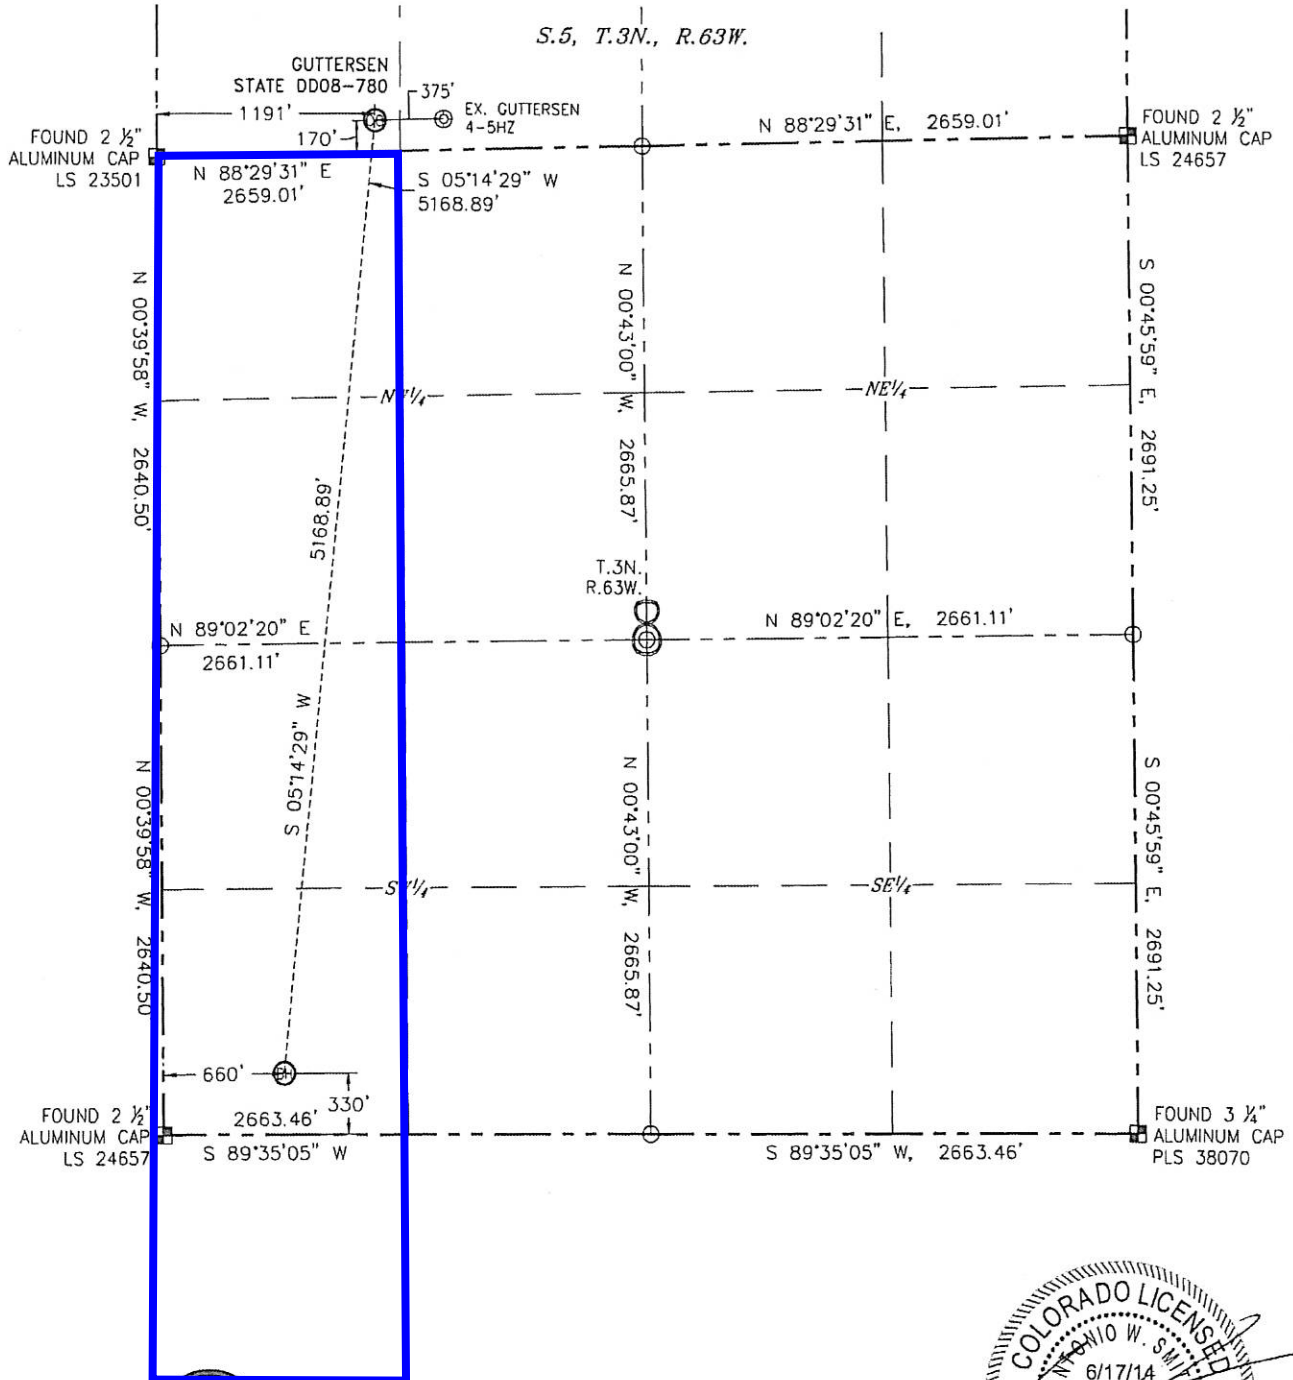 S.5, T.3N., R.63W.
GUTTERSEN
STATE DD08-780
1191'
375'
EX. GUTTERSEN
4-5HZ
170'
FOUND 2 ½"
ALUMINUM CAP
LS 23501
N 88°29'31" E, 2659.01'
FOUND 2 ½"
ALUMINUM CAP
LS 24657
N 88°29'31" E
2659.01'
S 05°14'29" W
5168.89'
N 00°39'58" W, 2640.50'
N 00°43'00" W, 2665.87'
S 00°45'59" E, 2691.25'
NE¼
5168.89'
T.3N.
R.63W.
N 89°02'20" E
2661.11'
N 89°02'20" E, 2661.11'
S 05°14'29" W
N 00°39'58" W, 2640.50
N 00°43'00" W, 2665.87'
S 00°45'59" E, 2691.25'
SE¼
660'
BH
330'
FOUND 2 ½"
ALUMINUM CAP
LS 24657
2663.46'
S 89°35'05" W
S 89°35'05" W, 2663.46'
FOUND 3 ¼"
ALUMINUM CAP
PLS 38070
COLORADO LICENSED
ANTONIO W. SMITH
6/17/14